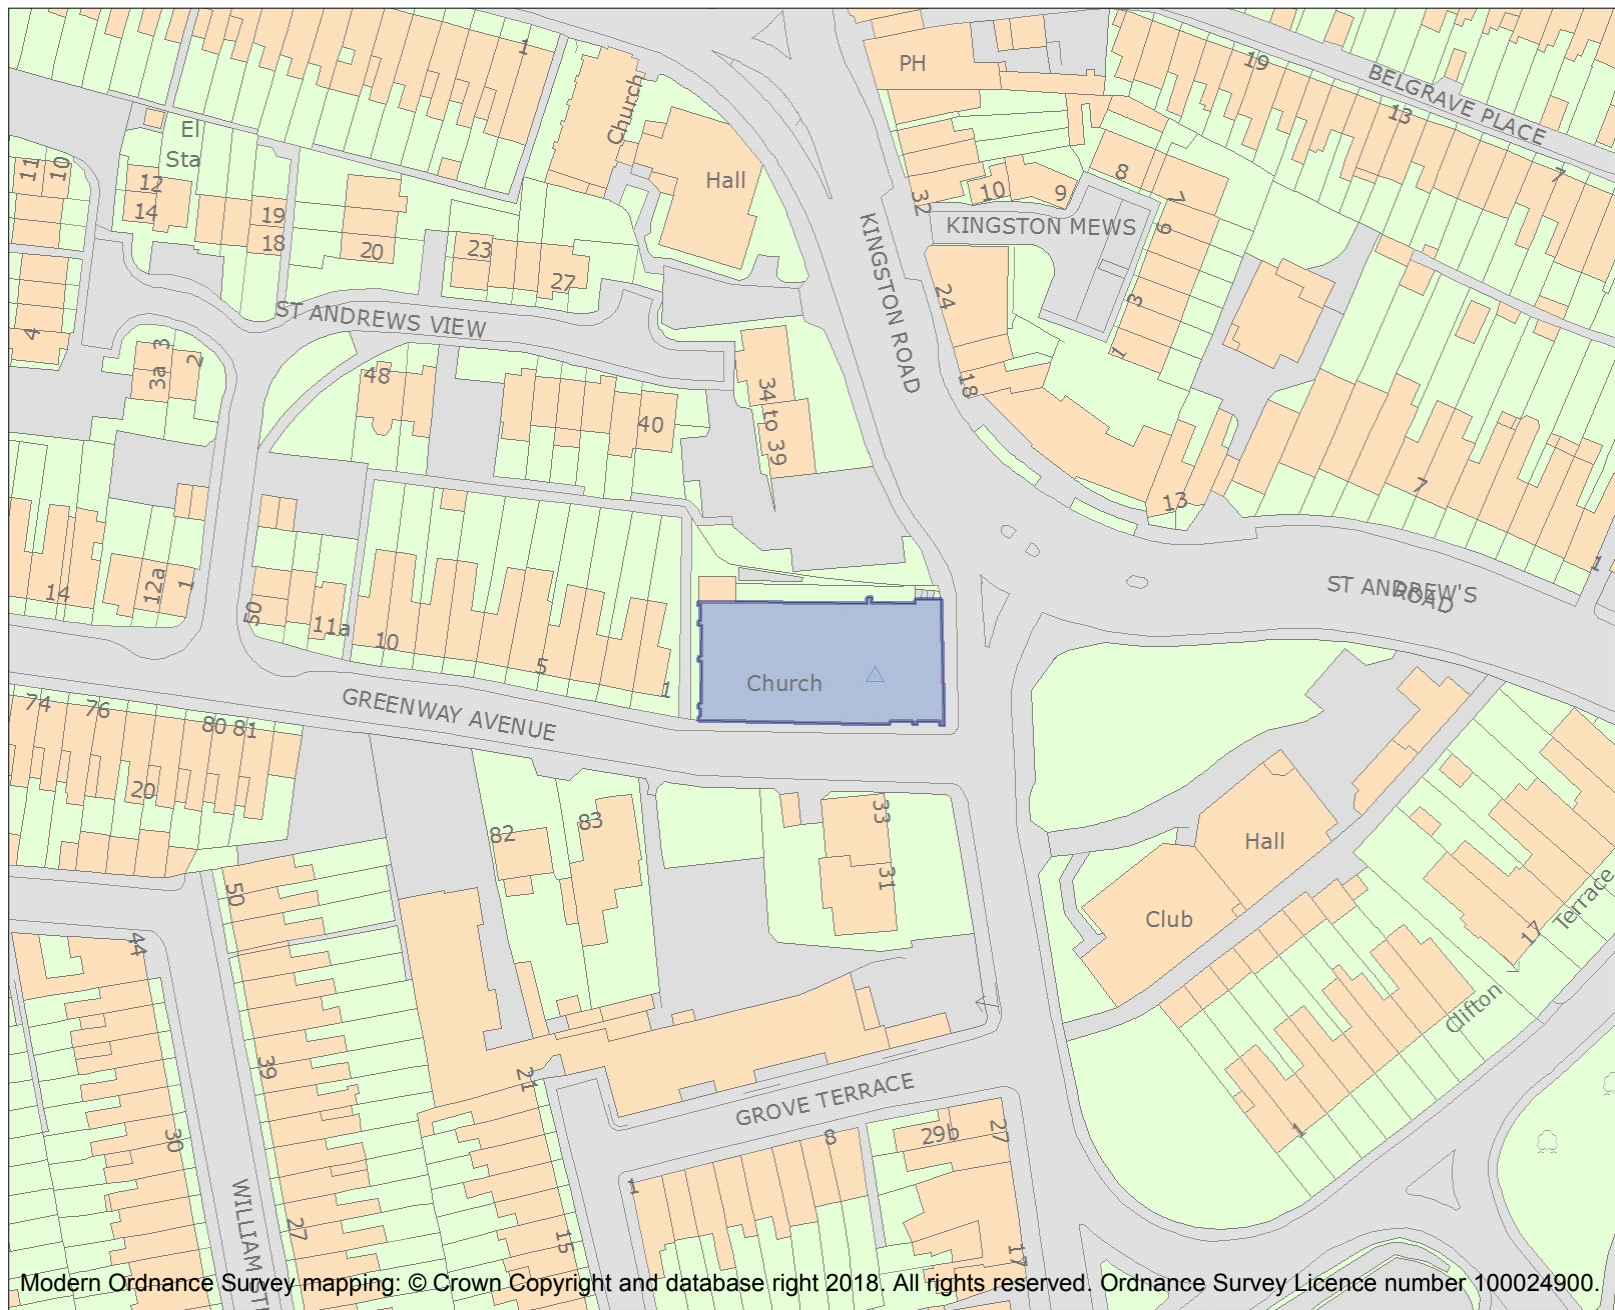 1
19
BELGRAVE PLACE
PH
Church
13
El
Sta
11
10
12
14
Hall
8
7
7
32
10
9
KINGSTON MEWS
6
19
18
20
23
27
KINGSTON ROAD
24
3
1
ST ANDREWS VIEW
4
3a
3
2
48
40
34 to 39
18
13
7
1
14
12a
1
50
11a
10
5
1
Church
ST ANDREW'S
ROAD
74
76
80
81
GREENWAY AVENUE
20
82
83
33
31
Hall
Club
50
44
17
Clifton
Terrace
39
21
GROVE TERRACE
30
8
29b
27
1
1
WILLIAM
27
15
17
Modern Ordnance Survey mapping: © Crown Copyright and database right 2018. All rights reserved. Ordnance Survey Licence number 100024900.